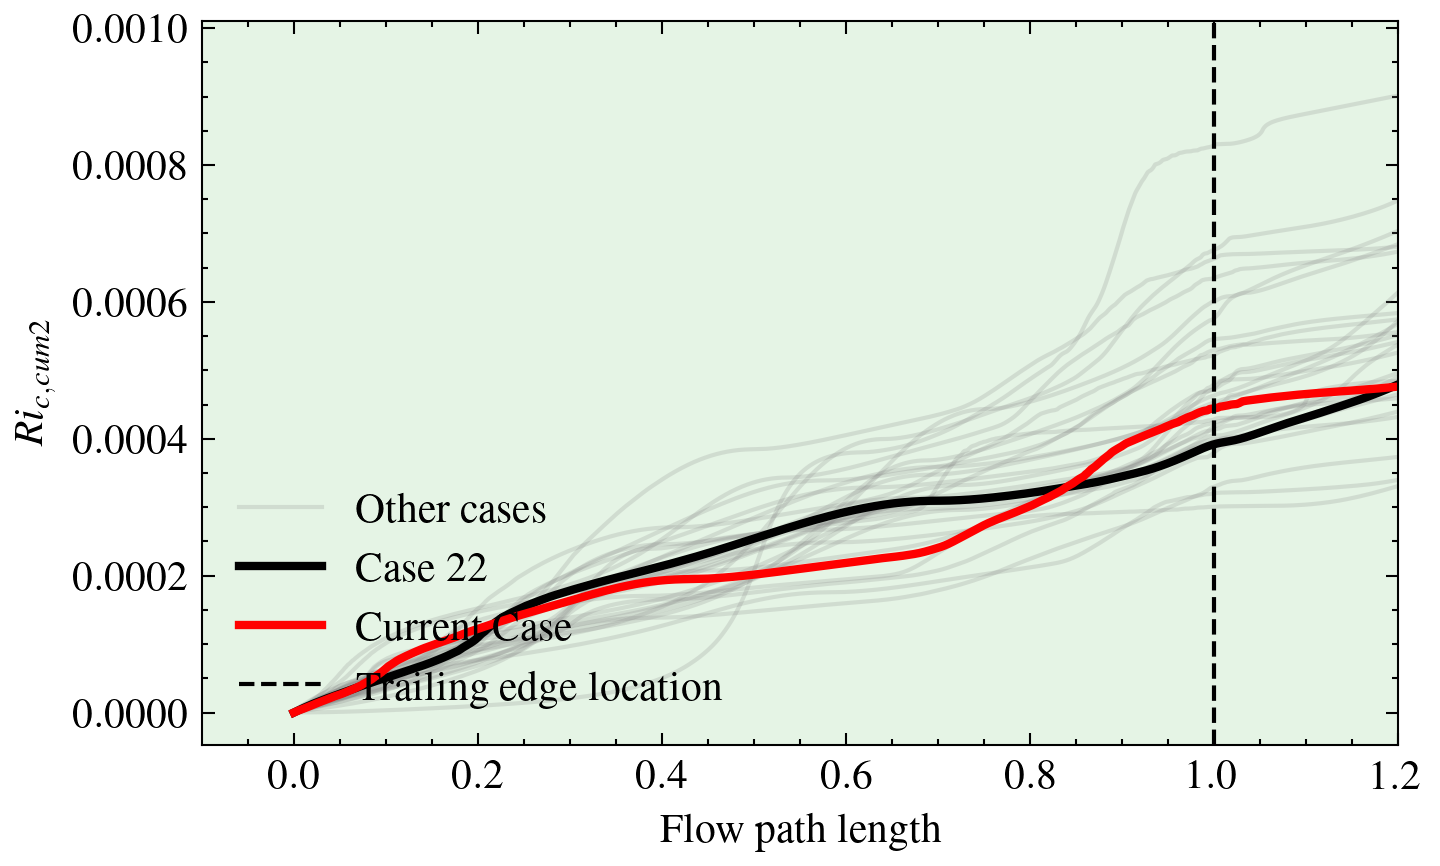 0.0010
0.0008
0.0006
0.0004
0.0002
0.0000
Ri_{c,cum2}
Other cases
Case 22
Current Case
Trailing edge location
0.0 0.2 0.4 0.6 0.8 1.0 1.2
Flow path length